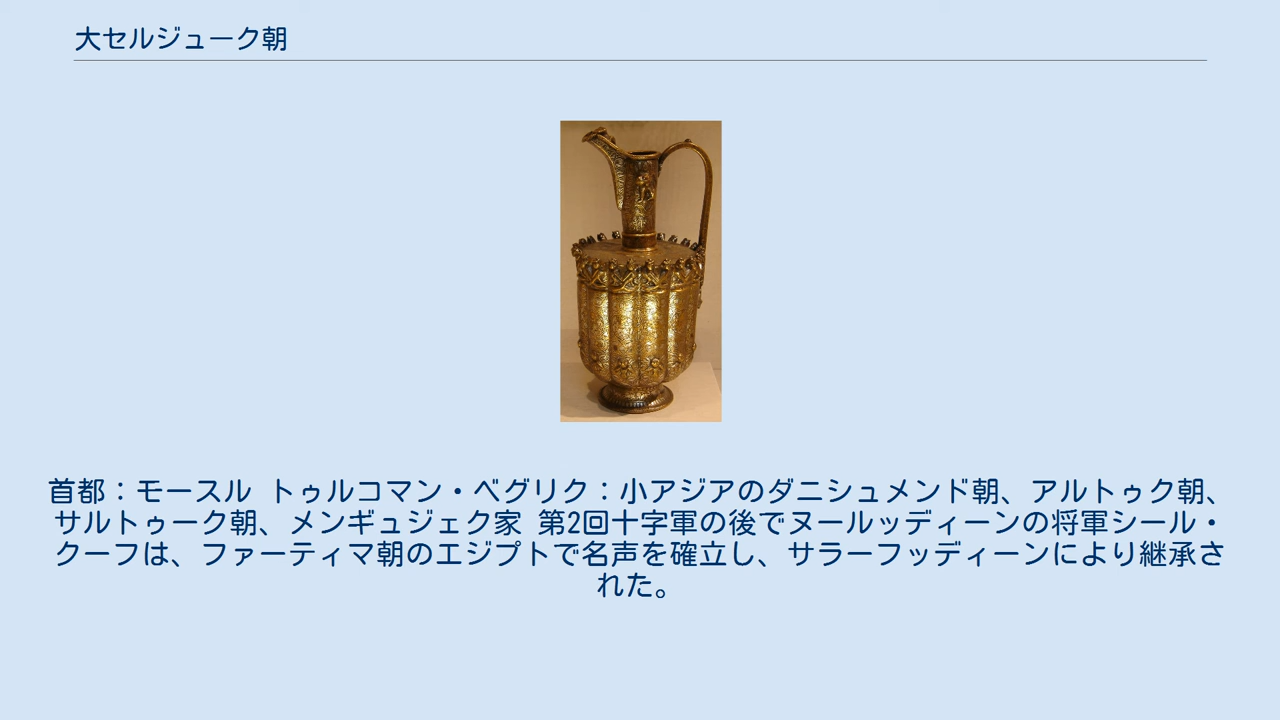 大セルジューク朝
首都：モースル トゥルコマン・ベグリク：小アジアのダニシュメンド朝、アルトゥク朝、
サルトゥーク朝、メンギュジェク家 第2回十字軍の後でヌールッディーンの将軍シール・
クーフは、ファーティマ朝のエジプトで名声を確立し、サラーフッディーンにより継承さ
れた。